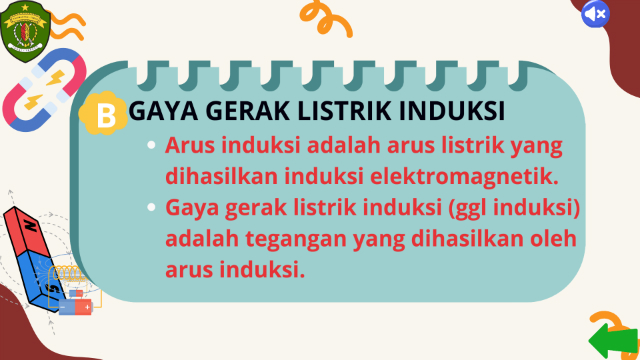 B GAYA GERAK LISTRIK INDUKSI
Arus induksi adalah arus listrik yang
dihasilkan induksi elektromagnetik.
Gaya gerak listrik induksi (ggl induksi)
adalah tegangan yang dihasilkan oleh
arus induksi.
N
S